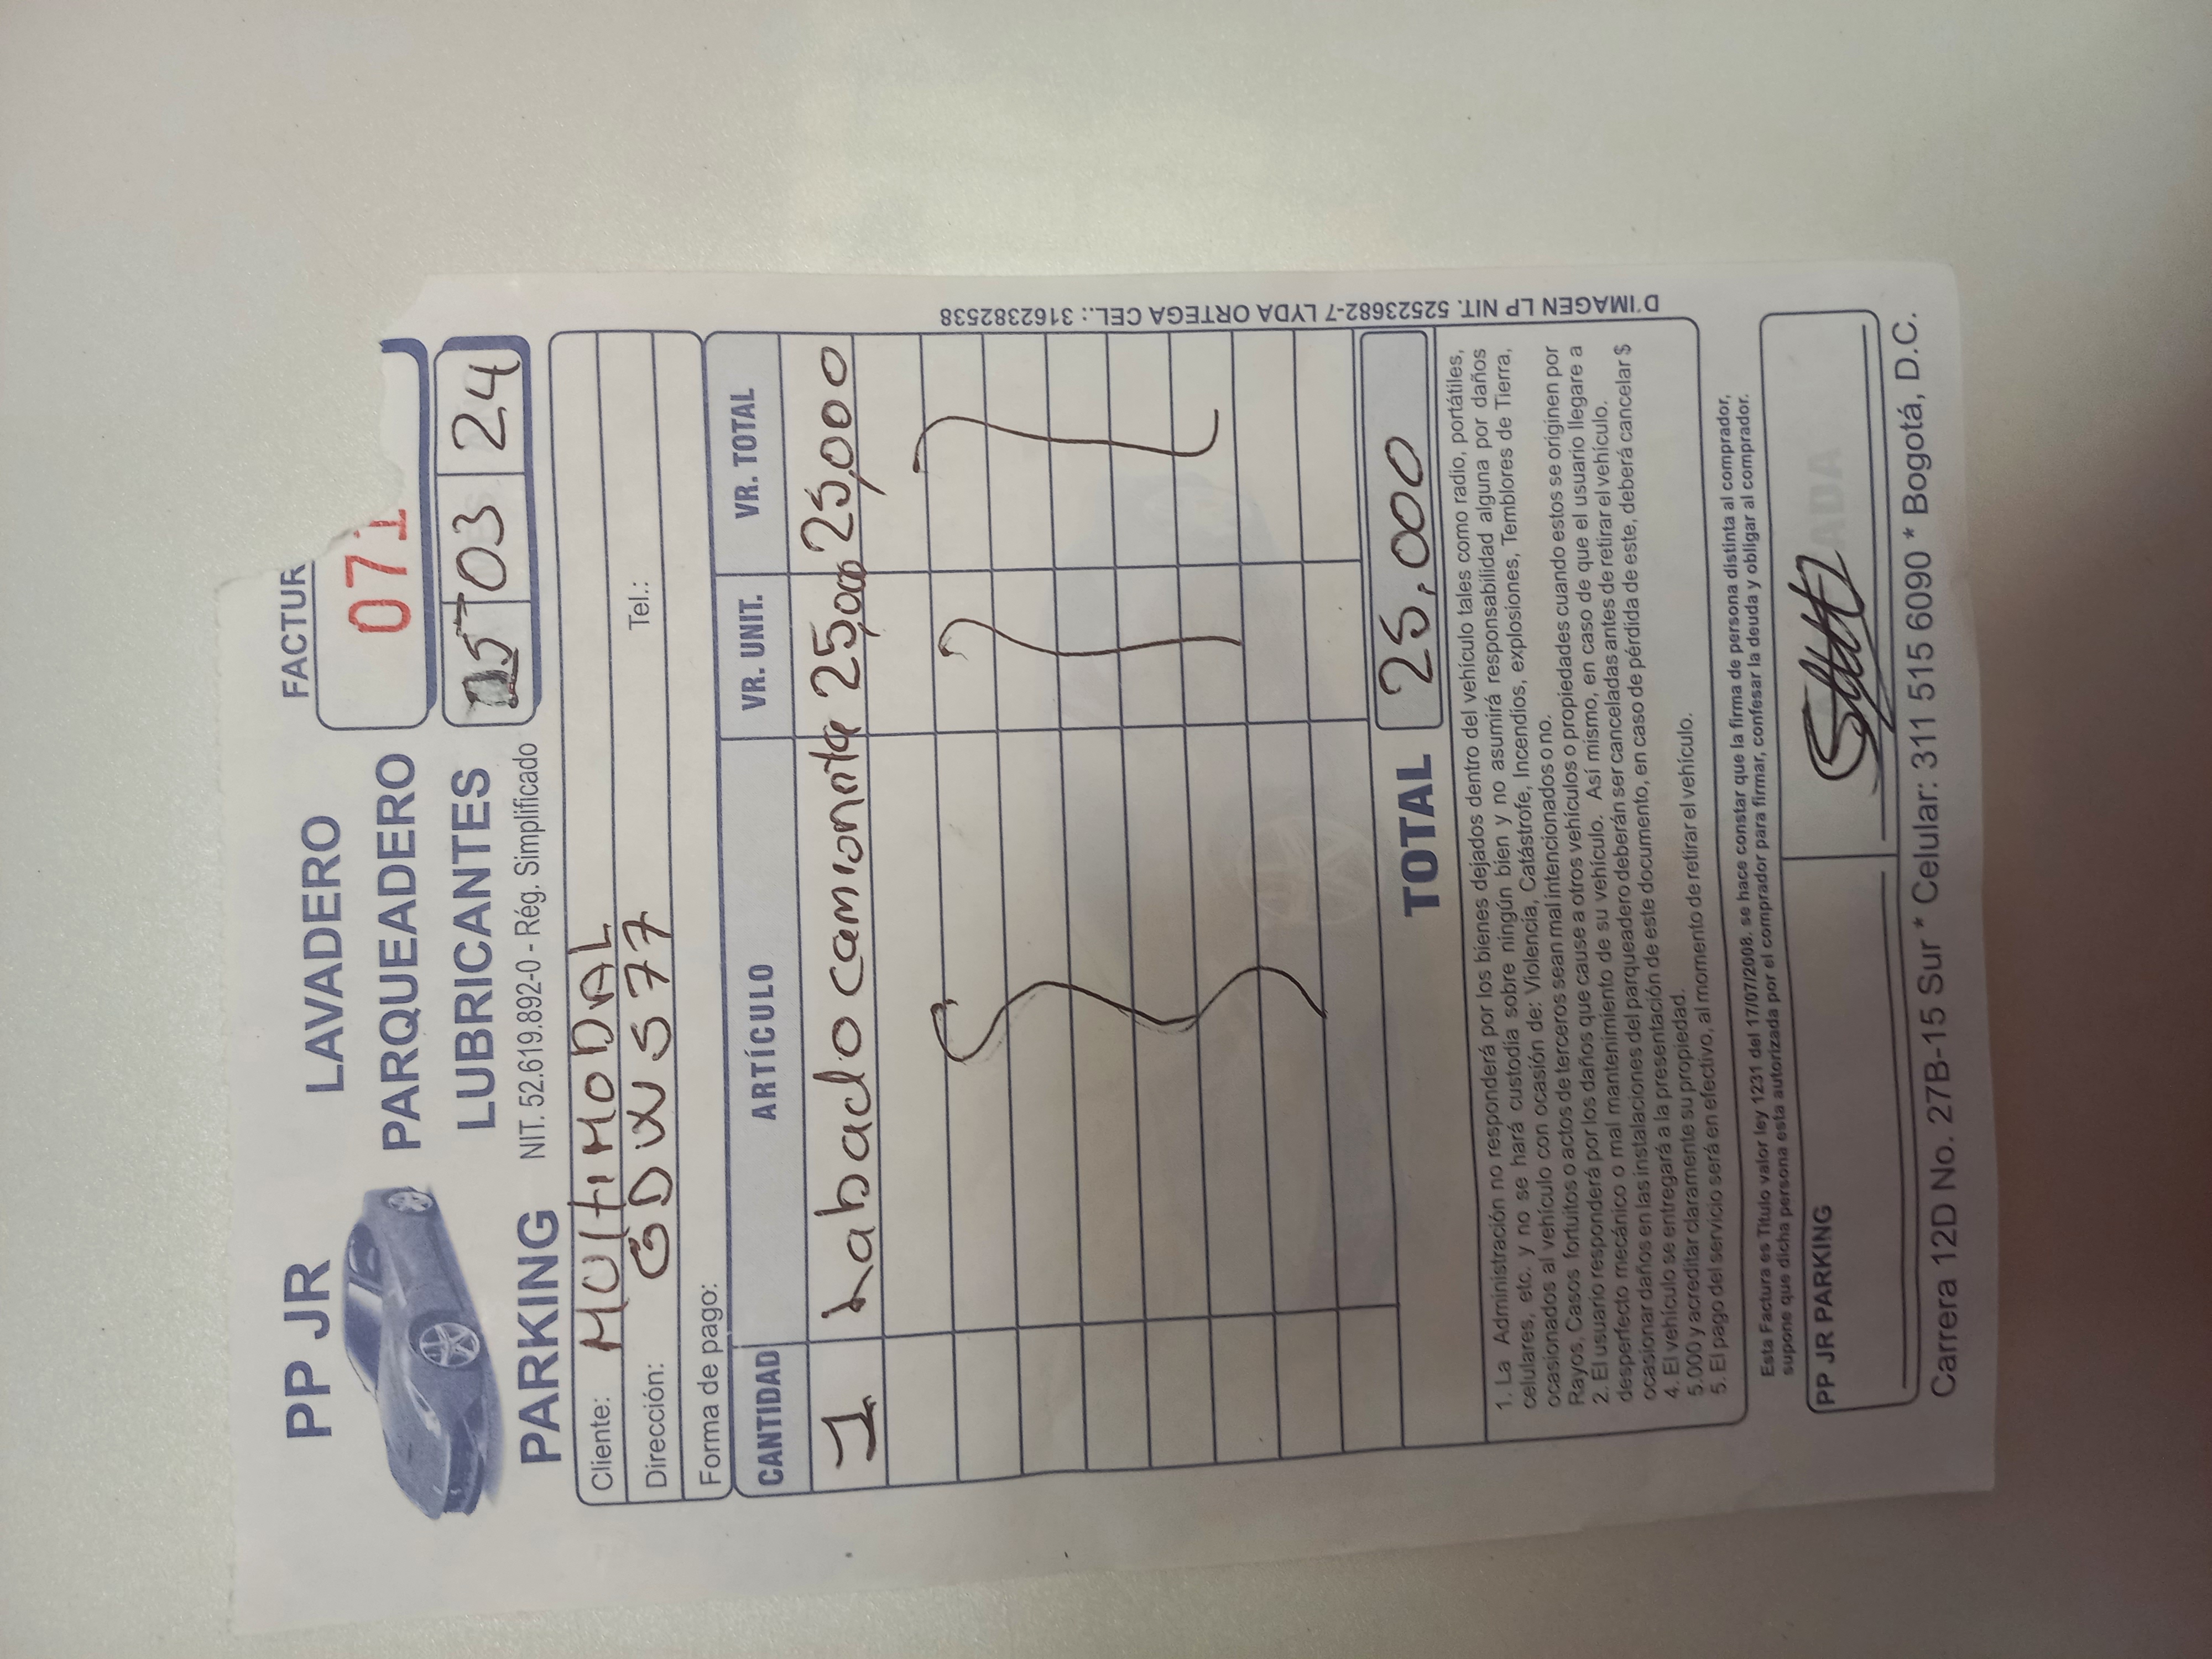 PP JR
PARKING
LAVADERO
PARQUEADERO
LUBRICANTES
NIT. 52.619.892-0 - Rég. Simplificado
FACTUR
071
03 24
Cliente: MULTIMODAL
Dirección: GDW577 Tel.:
Forma de pago:
CANTIDAD ARTÍCULO VR. UNIT. VR. TOTAL
1 Labado camioneta 25,000 25,000
TOTAL 25,000
1. La Administración no responderá por los bienes dejados dentro del vehículo tales como radio, portátiles,
celulares, etc. y no se hará custodia sobre ningún bien y no asumirá responsabilidad alguna por daños
ocasionados al vehículo con ocasión de: Violencia, Catástrofe, Incendios, explosiones, Temblores de Tierra,
Rayos, Casos fortuitos o actos de terceros sean mal intencionados o no.
2. El usuario responderá por los daños que cause a otros vehículos o propiedades cuando estos se originen por
desperfecto mecánico o mal mantenimiento de su vehículo. Así mismo, en caso de que el usuario llegare a
ocasionar daños en las instalaciones del parqueadero deberán ser canceladas antes de retirar el vehículo.
4. El vehículo se entregará a la presentación de este documento, en caso de pérdida de este, deberá cancelar $
5.000 y acreditar claramente su propiedad.
5. El pago del servicio será en efectivo, al momento de retirar el vehículo.
Esta Factura es Título valor ley 1231 del 17/07/2008. se hace constar que la firma de persona distinta al comprador,
supone que dicha persona esta autorizada por el comprador para firmar, confesar la deuda y obligar al comprador.
PP JR PARKING
Carrera 12D No. 27B-15 Sur * Celular: 311 515 6090 * Bogotá, D.C.
D'IMAGEN LP NIT. 52523682-7 LYDA ORTEGA CEL.: 3162382538